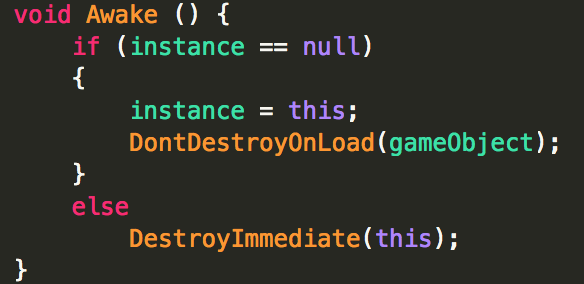 void Awake () {
if (instance == null)
{
instance = this;
DontDestroyOnLoad(gameObject);
}
else
DestroyImmediate(this);
}